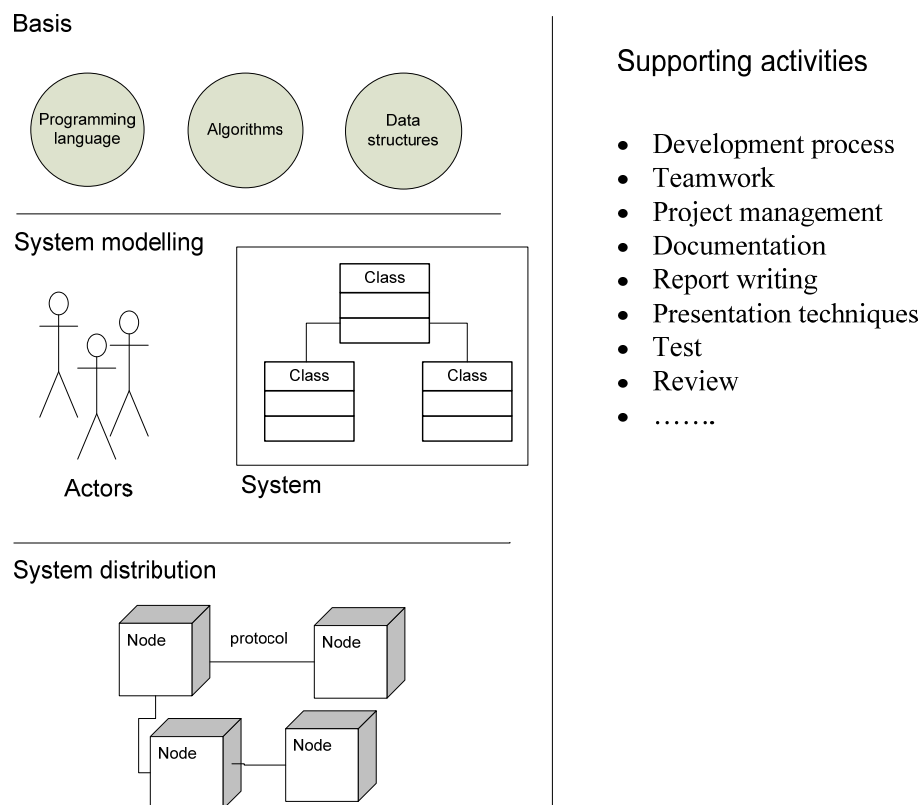 Basis
Programming
language
Algorithms
Data
structures
System modelling
Class
Class
Class
Actors
System
System distribution
Node
protocol
Node
Node
Node
Supporting activities
• Development process
• Teamwork
• Project management
• Documentation
• Report writing
• Presentation techniques
• Test
• Review
• .......